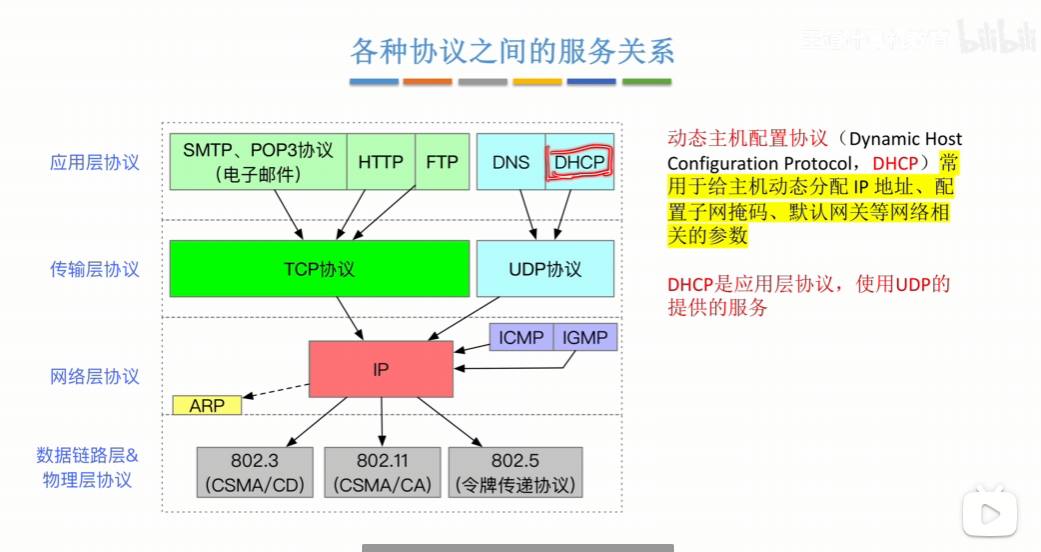 各种协议之间的服务关系
bilibili
应用层协议
SMTP、POP3协议
（电子邮件）
HTTP
FTP
DNS
DHCP
传输层协议
TCP协议
UDP协议
网络层协议
ICMP
IGMP
IP
ARP
数据链路层&
物理层协议
802.3
(CSMA/CD)
802.11
(CSMA/CA)
802.5
(令牌传递协议)
动态主机配置协议（Dynamic Host
Configuration Protocol，DHCP）常
用于给主机动态分配 IP 地址、配
置子网掩码、默认网关等网络相
关的参数
DHCP是应用层协议，使用UDP的
提供的服务